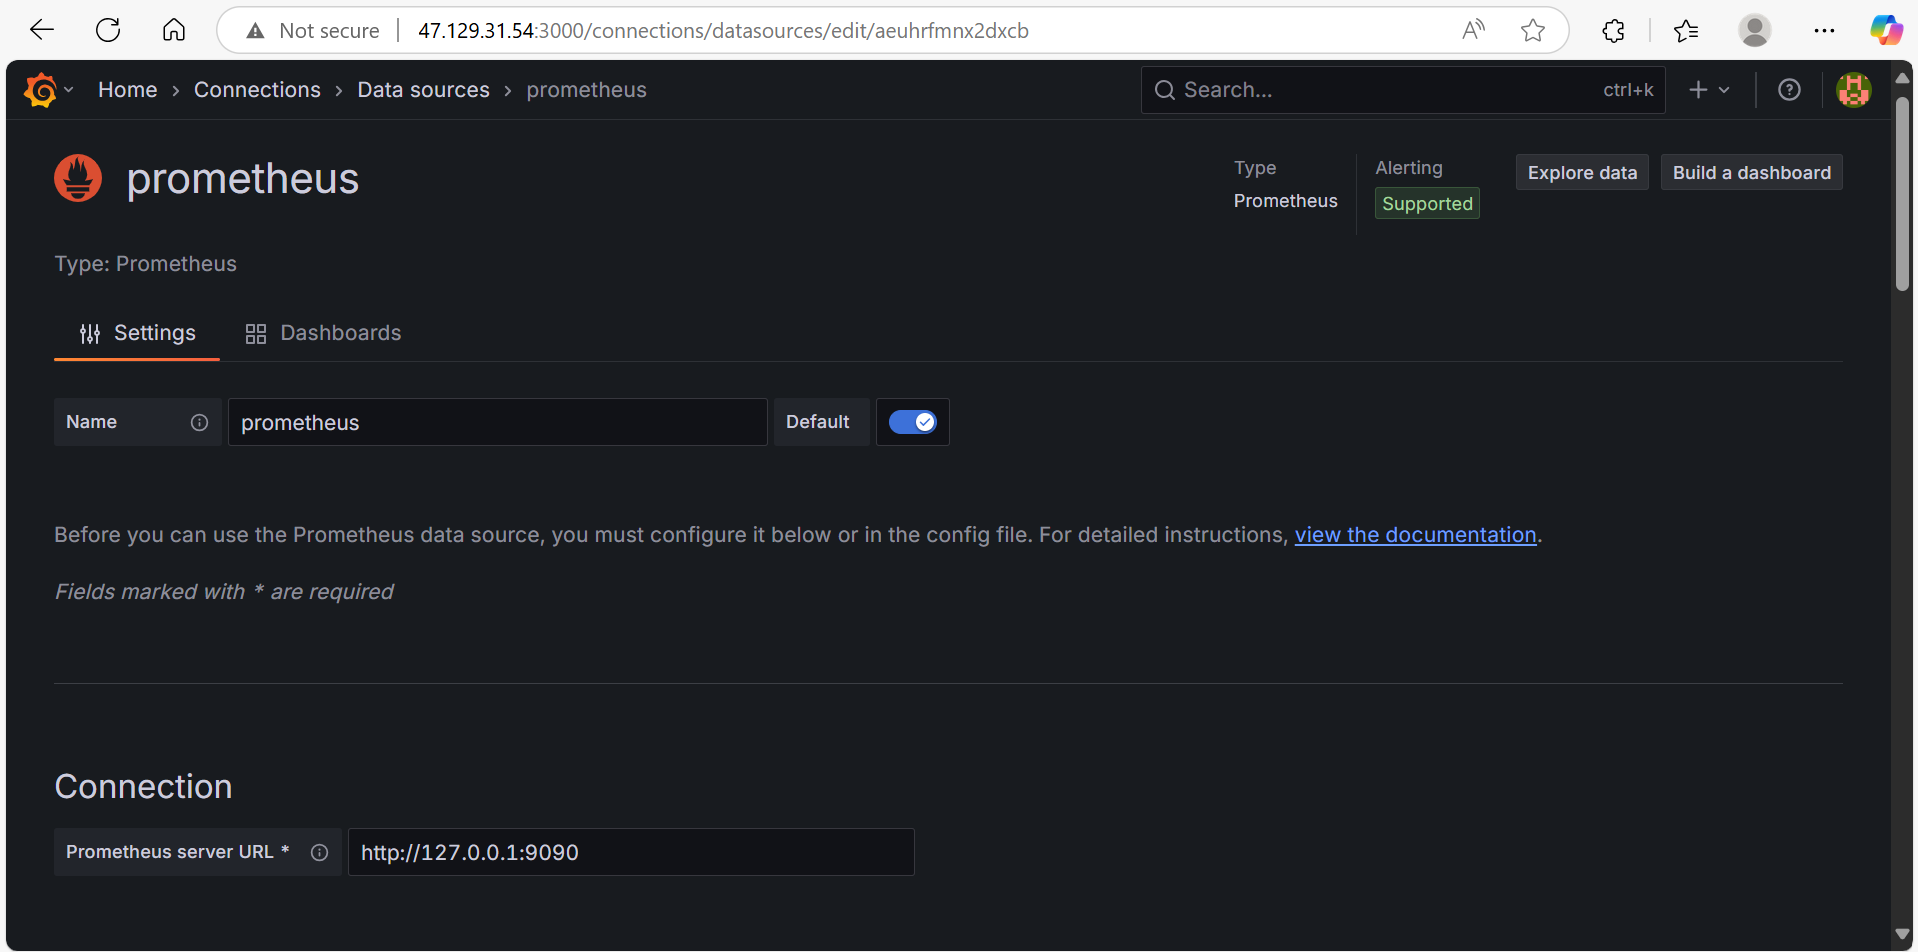 Not secure | 47.129.31.54:3000/connections/datasources/edit/aeuhrfmnx2dxcb
Home › Connections › Data sources › prometheus
Search... ctrl+k
prometheus
Type
Prometheus
Alerting
Supported
Explore data
Build a dashboard
Type: Prometheus
Settings
Dashboards
Name
prometheus
Default
Before you can use the Prometheus data source, you must configure it below or in the config file. For detailed instructions, view the documentation.
Fields marked with * are required
Connection
Prometheus server URL *
http://127.0.0.1:9090